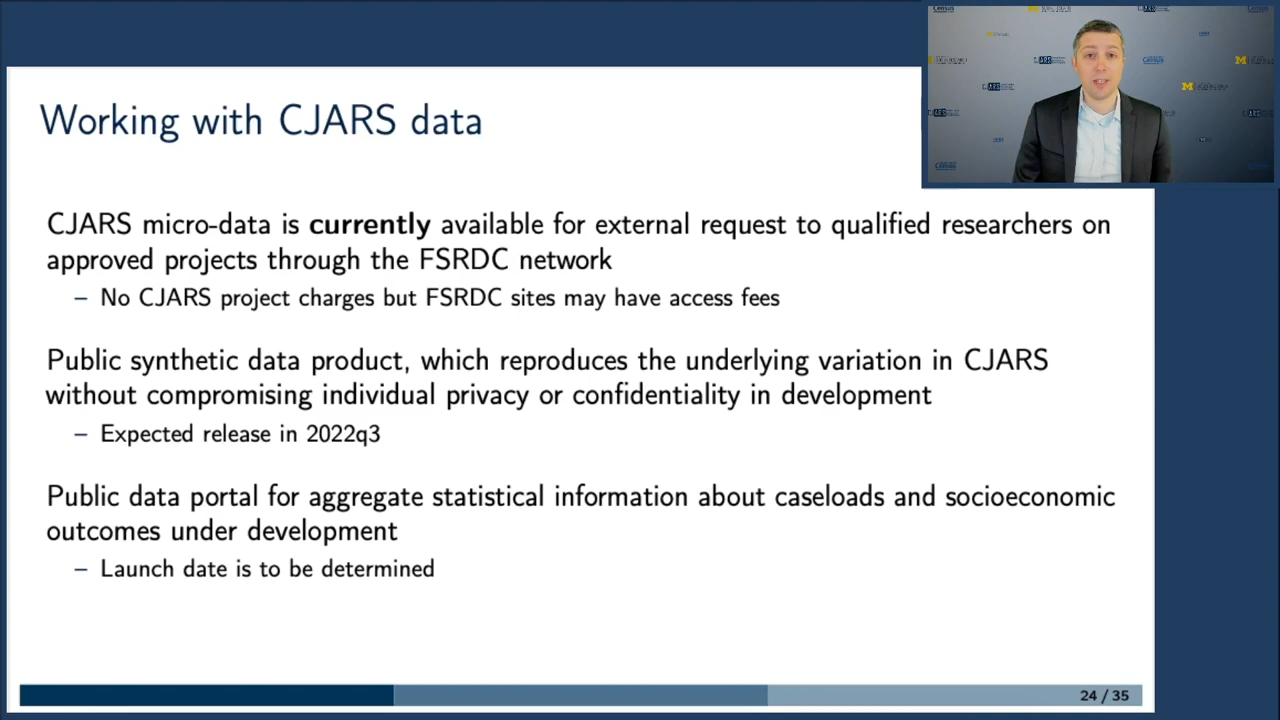 Working with CJARS data
CJARS micro-data is currently available for external request to qualified researchers on
approved projects through the FSRDC network
– No CJARS project charges but FSRDC sites may have access fees
Public synthetic data product, which reproduces the underlying variation in CJARS
without compromising individual privacy or confidentiality in development
– Expected release in 2022q3
Public data portal for aggregate statistical information about caseloads and socioeconomic
outcomes under development
– Launch date is to be determined
24 / 35
Census
Census
M
M